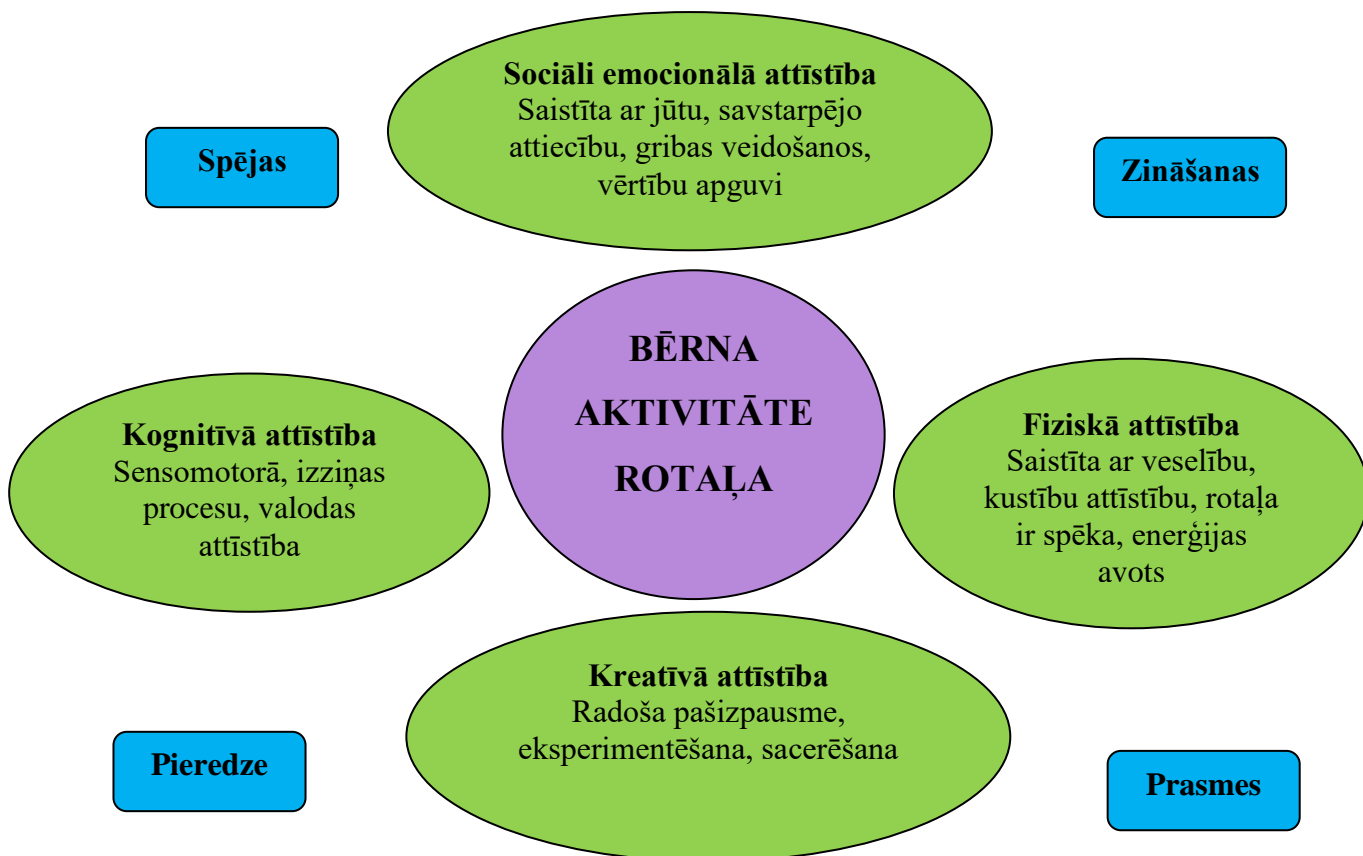 Sociāli emocionālā attīstība
Saistīta ar jūtu, savstarpējo
attiecību, gribas veidošanos,
vērtību apguvi
Spējas
Zināšanas
BĒRNA
AKTIVITĀTE
ROTAĻA
Kognitīvā attīstība
Sensomotorā, izziņas
procesu, valodas
attīstība
Fiziskā attīstība
Saistīta ar veselību,
kustību attīstību, rotaļa
ir spēka, enerģijas
avots
Kreatīvā attīstība
Radoša pašizpausme,
eksperimentēšana, sacerēšana
Pieredze
Prasmes